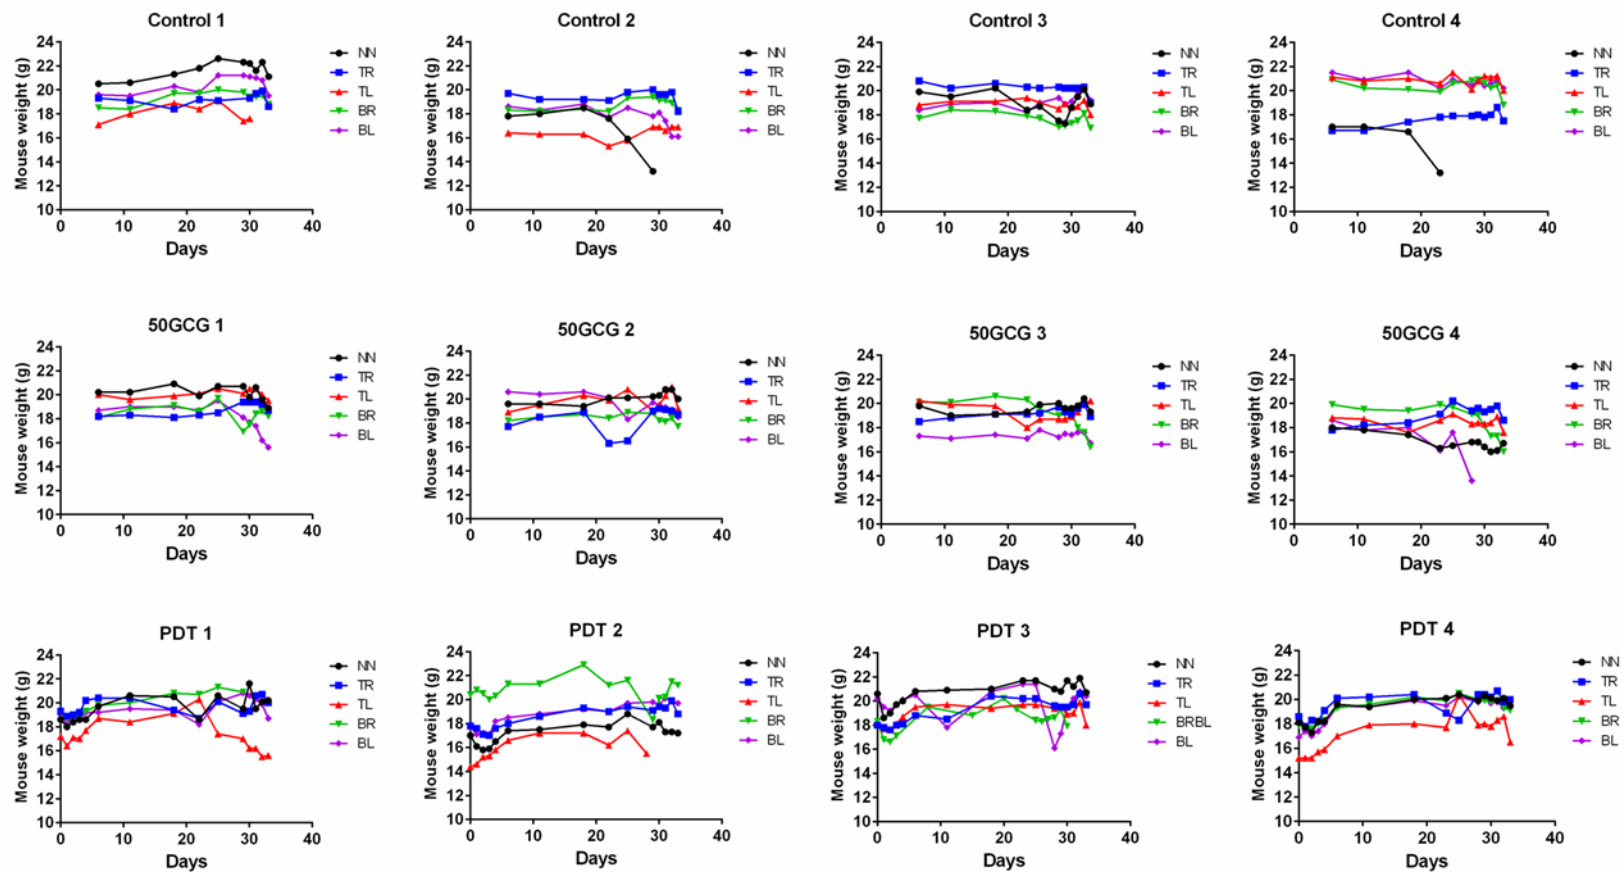 Control 1
Mouse weight (g)
24
22
20
18
16
14
12
10
0
10
20
30
40
Days
NN
TR
TL
BR
BL
Control 2
Mouse weight (g)
24
22
20
18
16
14
12
10
0
10
20
30
40
Days
NN
TR
TL
BR
BL
Control 3
Mouse weight (g)
24
22
20
18
16
14
12
10
0
10
20
30
40
Days
NN
TR
TL
BR
BL
Control 4
Mouse weight (g)
24
22
20
18
16
14
12
10
0
10
20
30
40
Days
NN
TR
TL
BR
BL
50GCG 1
Mouse weight (g)
24
22
20
18
16
14
12
10
0
10
20
30
40
Days
NN
TR
TL
BR
BL
50GCG 2
Mouse weight (g)
24
22
20
18
16
14
12
10
0
10
20
30
40
Days
NN
TR
TL
BR
BL
50GCG 3
Mouse weight (g)
24
22
20
18
16
14
12
10
0
10
20
30
40
Days
NN
TR
TL
BR
BL
50GCG 4
Mouse weight (g)
24
22
20
18
16
14
12
10
0
10
20
30
40
Days
NN
TR
TL
BR
BL
PDT 1
Mouse weight (g)
24
22
20
18
16
14
12
10
0
10
20
30
40
Days
NN
TR
TL
BR
BL
PDT 2
Mouse weight (g)
24
22
20
18
16
14
12
10
0
10
20
30
40
Days
NN
TR
TL
BR
BL
PDT 3
Mouse weight (g)
24
22
20
18
16
14
12
10
0
10
20
30
40
Days
NN
TR
TL
BRBL
BL
PDT 4
Mouse weight (g)
24
22
20
18
16
14
12
10
0
10
20
30
40
Days
NN
TR
TL
BR
BL